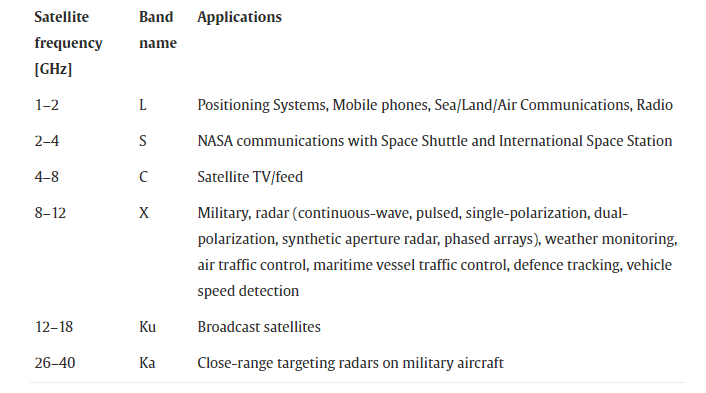 Satellite frequency [GHz] Band name Applications
1–2 L Positioning Systems, Mobile phones, Sea/Land/Air Communications, Radio
2–4 S NASA communications with Space Shuttle and International Space Station
4–8 C Satellite TV/feed
8–12 X Military, radar (continuous-wave, pulsed, single-polarization, dual-
polarization, synthetic aperture radar, phased arrays), weather monitoring,
air traffic control, maritime vessel traffic control, defence tracking, vehicle
speed detection
12–18 Ku Broadcast satellites
26–40 Ka Close-range targeting radars on military aircraft